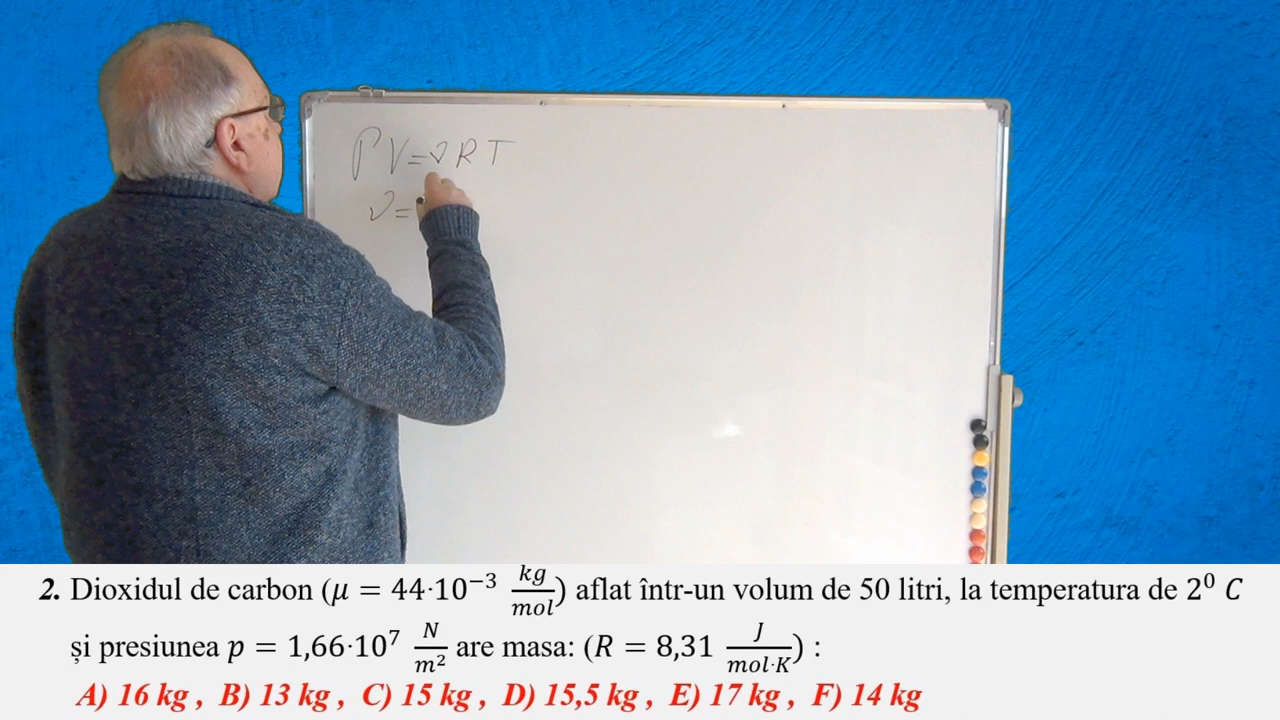 PV=νRT
ν=
2. Dioxidul de carbon (μ = 44·10⁻³ kg/mol) aflat într-un volum de 50 litri, la temperatura de 2⁰ C
și presiunea p = 1,66·10⁷ N/m² are masa: (R = 8,31 J/mol·K) :
A) 16 kg , B) 13 kg , C) 15 kg , D) 15,5 kg , E) 17 kg , F) 14 kg